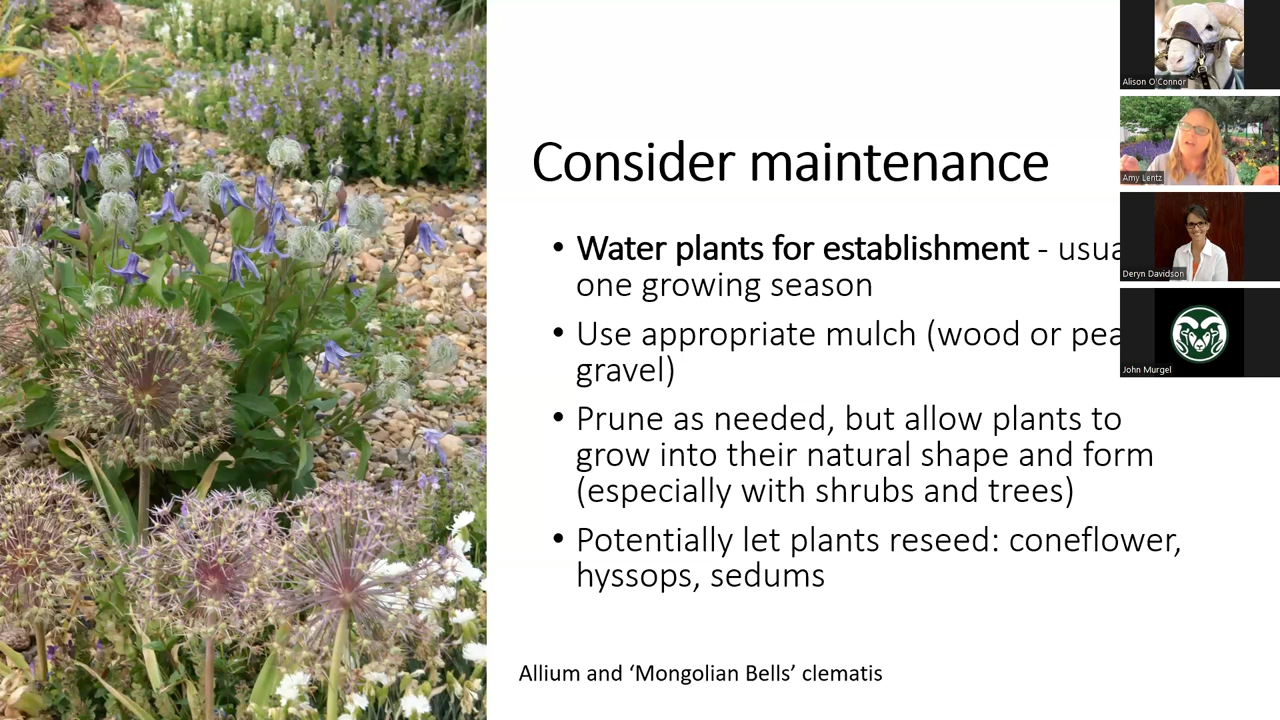 Consider maintenance
• Water plants for establishment - usua
one growing season
• Use appropriate mulch (wood or pea
gravel)
• Prune as needed, but allow plants to
grow into their natural shape and form
(especially with shrubs and trees)
• Potentially let plants reseed: coneflower,
hyssops, sedums
Allium and ‘Mongolian Bells’ clematis
Alison O'Connor
Amy Lentz
Deryn Davidson
John Murgel